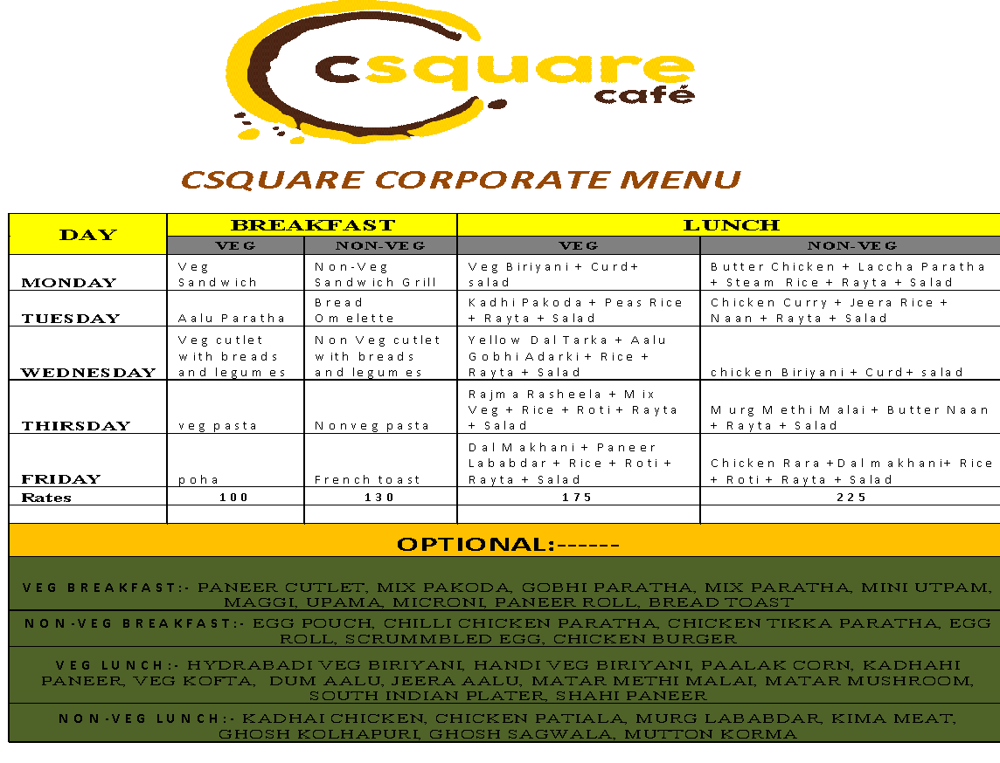 csquare
café
CSQUARE CORPORATE MENU
DAY
BREAKFAST
LUNCH
VEG
NON-VEG
VEG
NON-VEG
MONDAY
Veg
Sandwich
Non-Veg
Sandwich Grill
Veg Biriyani + Curd+
salad
Butter Chicken + Laccha Paratha
+ Steam Rice + Rayta + Salad
TUESDAY
Aalu Paratha
Bread
Omelette
Kadhi Pakoda + Peas Rice
+ Rayta + Salad
Chicken Curry + Jeera Rice +
Naan + Rayta + Salad
WEDNESDAY
Veg cutlet
with breads
and legumes
Non Veg cutlet
with breads
and legumes
Yellow Dal Tarka + Aalu
Gobhi Adarki + Rice +
Rayta + Salad
chicken Biriyani + Curd+ salad
THIRSDAY
veg pasta
Nonveg pasta
Rajma Rasheela + Mix
Veg + Rice + Roti + Rayta
+ Salad
Murg Methi Malai + Butter Naan
+ Rayta + Salad
FRIDAY
poha
French toast
Dal Makhani + Paneer
Lababdar + Rice + Roti +
Rayta + Salad
Chicken Rara +Dal makhani+ Rice
+ Roti + Rayta + Salad
Rates
100
130
175
225
OPTIONAL:------
VEG BREAKFAST:- PANEER CUTLET, MIX PAKODA, GOBHI PARATHA, MIX PARATHA, MINI UTPAM,
MAGGI, UPAMA, MICRONI, PANEER ROLL, BREAD TOAST
NON-VEG BREAKFAST:- EGG POUCH, CHILLI CHICKEN PARATHA, CHICKEN TIKKA PARATHA, EGG
ROLL, SCRUMMBLED EGG, CHICKEN BURGER
VEG LUNCH:- HYDRABADI VEG BIRIYANI, HANDI VEG BIRIYANI, PAALAK CORN, KADHAHI
PANEER, VEG KOFTA, DUM AALU, JEERA AALU, MATAR METHI MALAI, MATAR MUSHROOM,
SOUTH INDIAN PLATER, SHAHI PANEER
NON-VEG LUNCH:- KADHAI CHICKEN, CHICKEN PATIALA, MURG LABABDAR, KIMA MEAT,
GHOSH KOLHAPURI, GHOSH SAGWALA, MUTTON KORMA